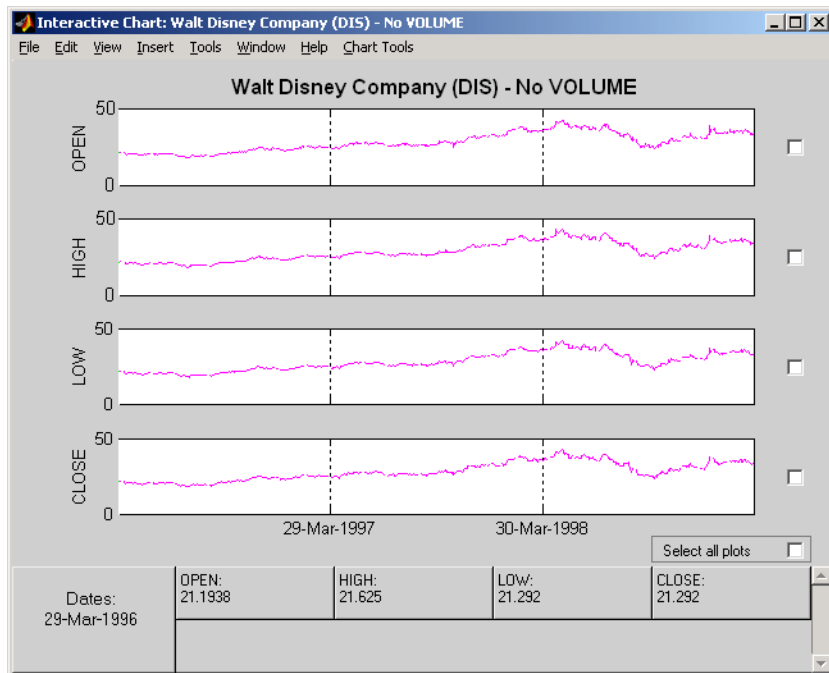 Interactive Chart: Walt Disney Company (DIS) - No VOLUME
File Edit View Insert Tools Window Help Chart Tools
Walt Disney Company (DIS) - No VOLUME
50
OPEN
0
50
HIGH
0
50
LOW
0
50
CLOSE
0
29-Mar-1997 30-Mar-1998
Select all plots
Dates:
29-Mar-1996
OPEN: HIGH: LOW: CLOSE:
21.1938 21.625 21.292 21.292